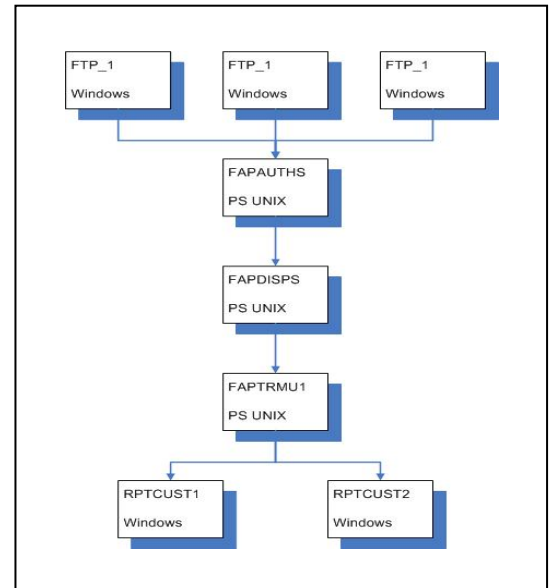 FTP_1
Windows
FTP_1
Windows
FTP_1
Windows
FAPAUTHS
PS UNIX
FAPDISPS
PS UNIX
FAPTRMU1
PS UNIX
RPTCUST1
Windows
RPTCUST2
Windows